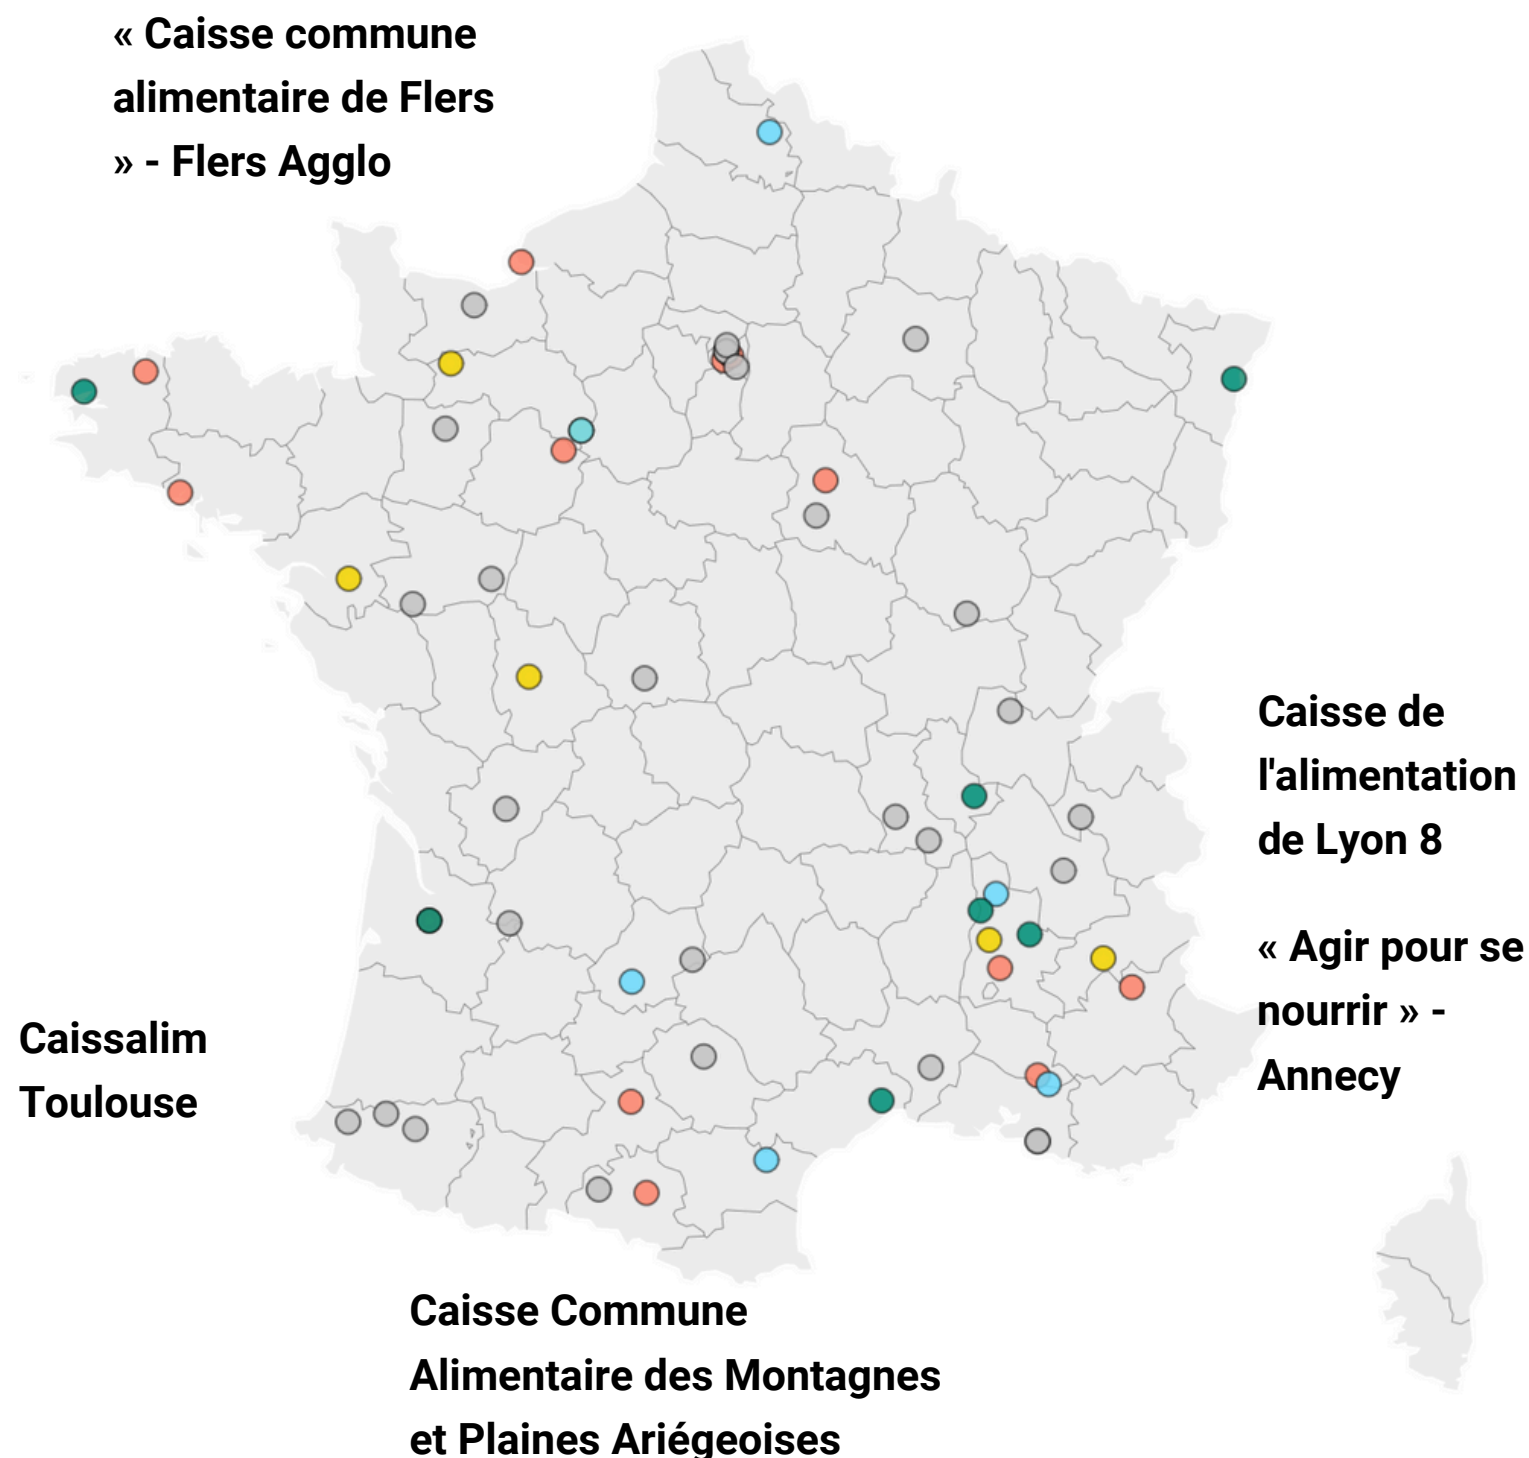 « Caisse commune
alimentaire de Flers
» - Flers Agglo
Caisse de
l'alimentation
de Lyon 8
« Agir pour se
nourrir » -
Annecy
Caissalim
Toulouse
Caisse Commune
Alimentaire des Montagnes
et Plaines Ariégeoises